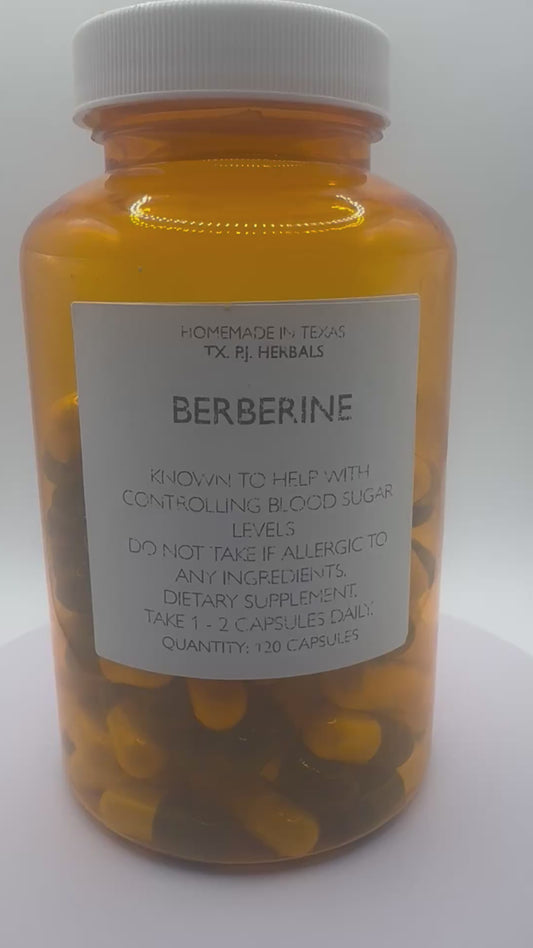 HOMEMADE IN TEXAS
TX. P.J. HERBALS
BERBERINE
KNOWN TO HELP WITH
CONTROLLING BLOOD SUGAR
LEVELS
DO NOT TAKE IF ALLERGIC TO
ANY INGREDIENTS.
DIETARY SUPPLEMENT.
TAKE 1 - 2 CAPSULES DAILY.
QUANTITY: 120 CAPSULES